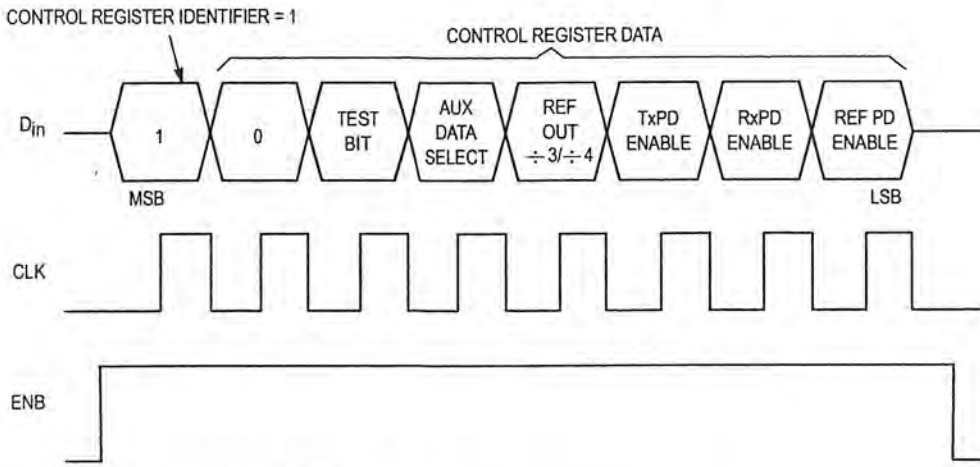 CONTROL REGISTER IDENTIFIER = 1
CONTROL REGISTER DATA
Din
1
0
TEST
BIT
AUX
DATA
SELECT
REF
OUT
÷3/÷4
TxPD
ENABLE
RxPD
ENABLE
REF PD
ENABLE
MSB
LSB
CLK
ENB